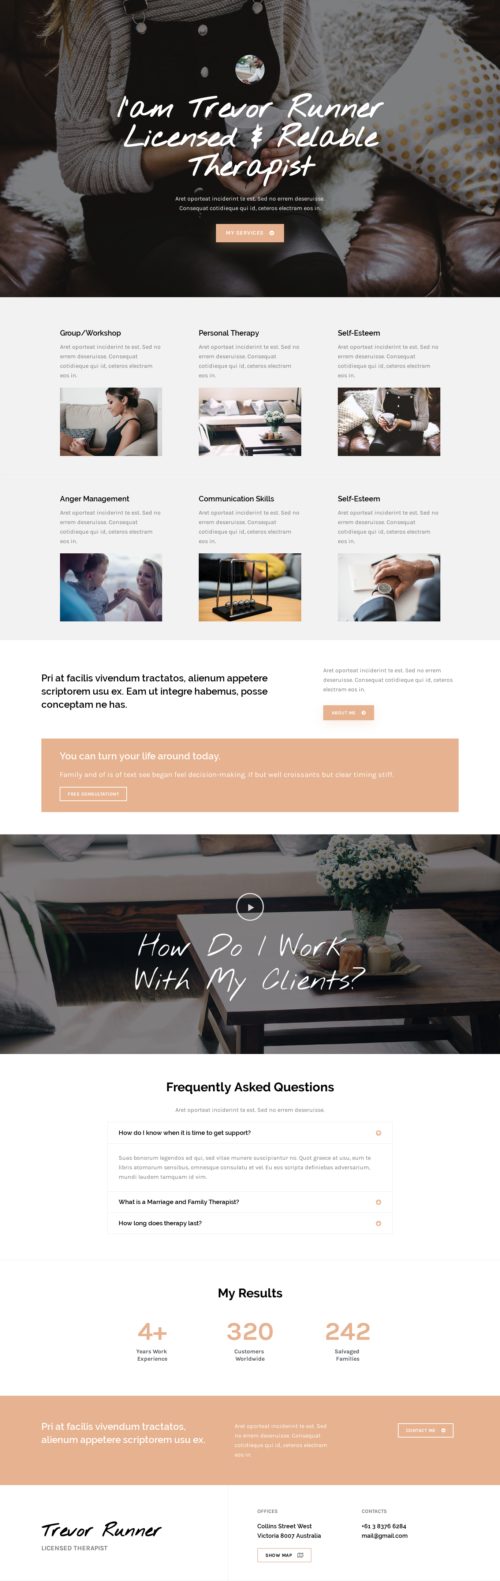 I'am Trevor Runner
Licensed & Relable
Therapist
Aret oporteat inciderint te est. Sed no errem deseruisse.
Consequat cotidieque qui id, ceteros electram eos in.
MY SERVICES
Group/Workshop
Aret oporteat inciderint te est. Sed no
errem deseruisse. Consequat
cotidieque qui id, ceteros electram
eos in.
Personal Therapy
Aret oporteat inciderint te est. Sed no
errem deseruisse. Consequat
cotidieque qui id, ceteros electram
eos in.
Self-Esteem
Aret oporteat inciderint te est. Sed no
errem deseruisse. Consequat
cotidieque qui id, ceteros electram
eos in.
Anger Management
Aret oporteat inciderint te est. Sed no
errem deseruisse. Consequat
cotidieque qui id, ceteros electram
eos in.
Communication Skills
Aret oporteat inciderint te est. Sed no
errem deseruisse. Consequat
cotidieque qui id, ceteros electram
eos in.
Self-Esteem
Aret oporteat inciderint te est. Sed no
errem deseruisse. Consequat
cotidieque qui id, ceteros electram
eos in.
Pri at facilis vivendum tractatos, alienum appetere
scriptorem usu ex. Eam ut integre habemus, posse
conceptam ne has.
Aret oporteat inciderint te est. Sed no errem
deseruisse. Consequat cotidieque qui id, ceteros
electram eos in.
ABOUT ME
You can turn your life around today.
Family and of is of text see began feel decision-making. If but well croissants but clear timing stiff.
FREE CONSULTATION?
How Do I Work
With My Clients?
Frequently Asked Questions
Aret oporteat inciderint te est. Sed no errem deseruisse.
How do I know when it is time to get support?
Suas bonorum legendos ad qui, sed vitae munere suscipiantur no. Quot graece at usu, eum te
libris atomorum sensibus, omnesque consulatu et vel. Eu eos scripta definiebas adversarium,
mundi laudem tamquam id vim.
What is a Marriage and Family Therapist?
How long does therapy last?
My Results
4+
Years Work
Experience
320
Customers
Worldwide
242
Salvaged
Families
Pri at facilis vivendum tractatos,
alienum appetere scriptorem usu ex.
Aret oporteat inciderint te est. Sed
no errem deseruisse. Consequat
cotidieque qui id, ceteros electram
eos in.
CONTACT ME
Trevor Runner
LICENSED THERAPIST
OFFICES
Collins Street West
Victoria 8007 Australia
SHOW MAP
CONTACTS
+61 3 8376 6284
mail@gmail.com